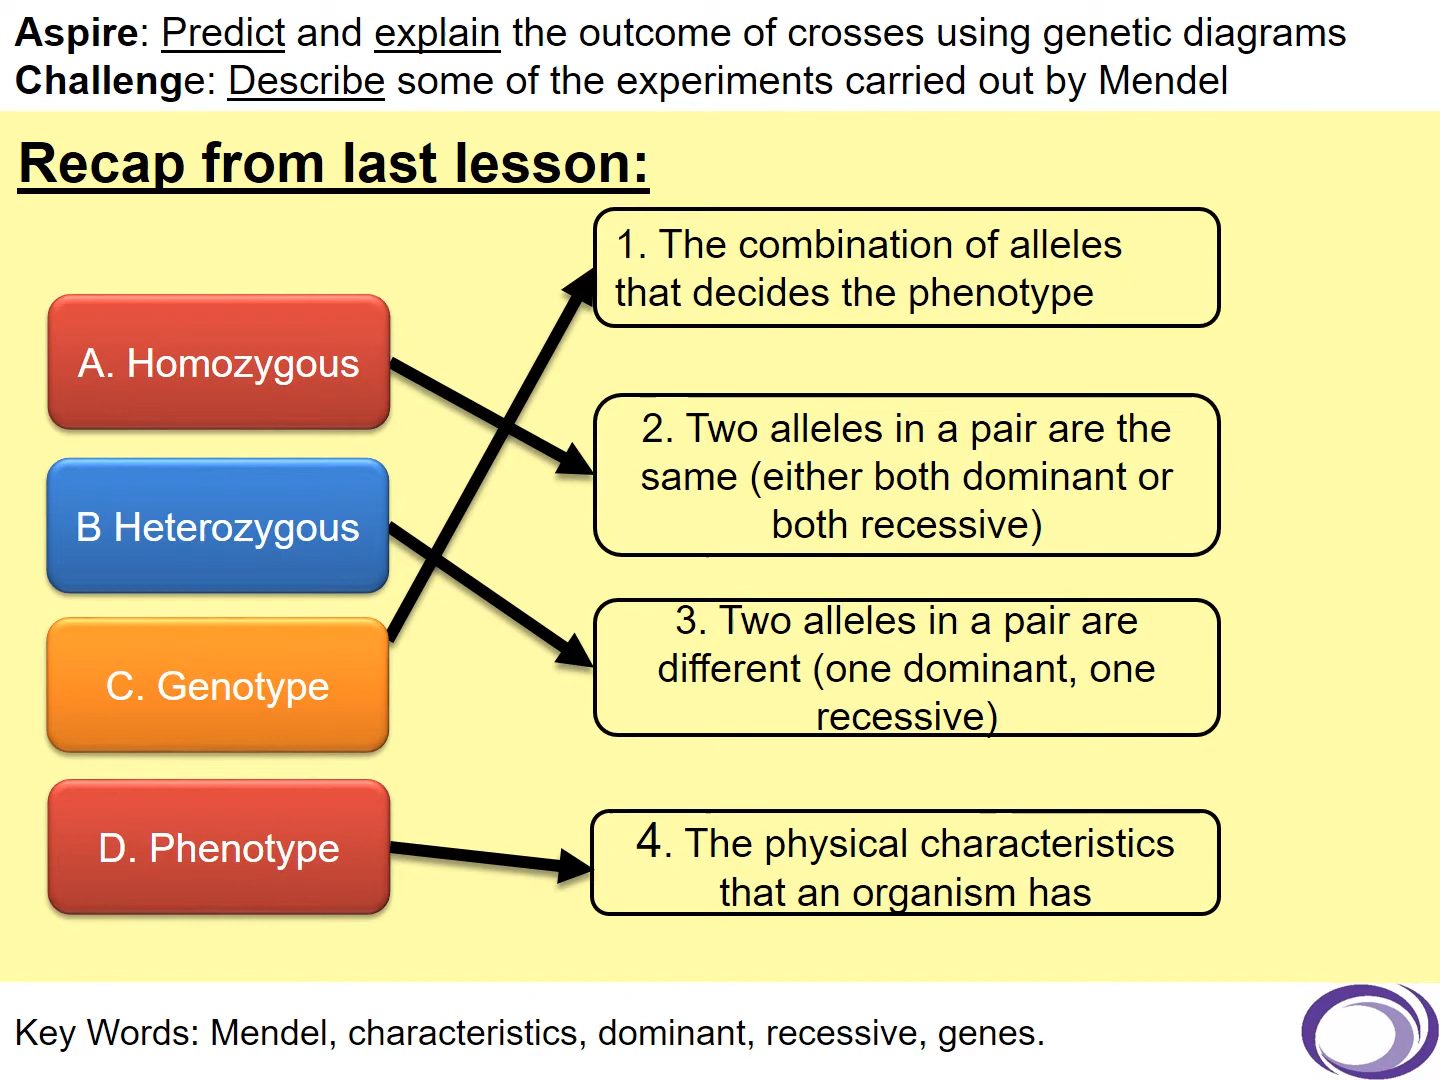 Aspire: Predict and explain the outcome of crosses using genetic diagrams
Challenge: Describe some of the experiments carried out by Mendel
Recap from last lesson:
A. Homozygous
B Heterozygous
C. Genotype
D. Phenotype
1. The combination of alleles
that decides the phenotype
2. Two alleles in a pair are the
same (either both dominant or
both recessive)
3. Two alleles in a pair are
different (one dominant, one
recessive)
4. The physical characteristics
that an organism has
Key Words: Mendel, characteristics, dominant, recessive, genes.